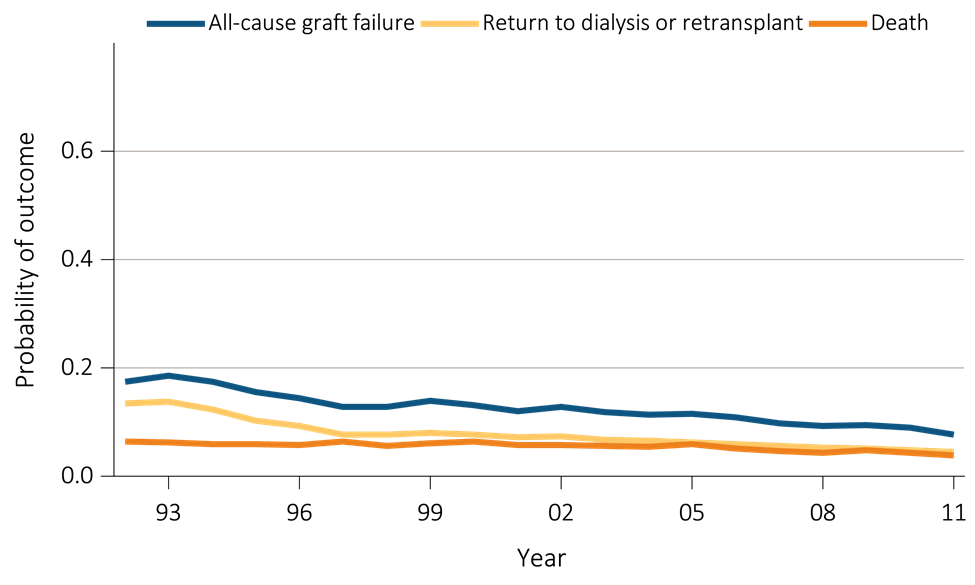 All-cause graft failure Return to dialysis or retransplant Death
Probability of outcome
0.6
0.4
0.2
0.0
93 96 99 02 05 08 11
Year